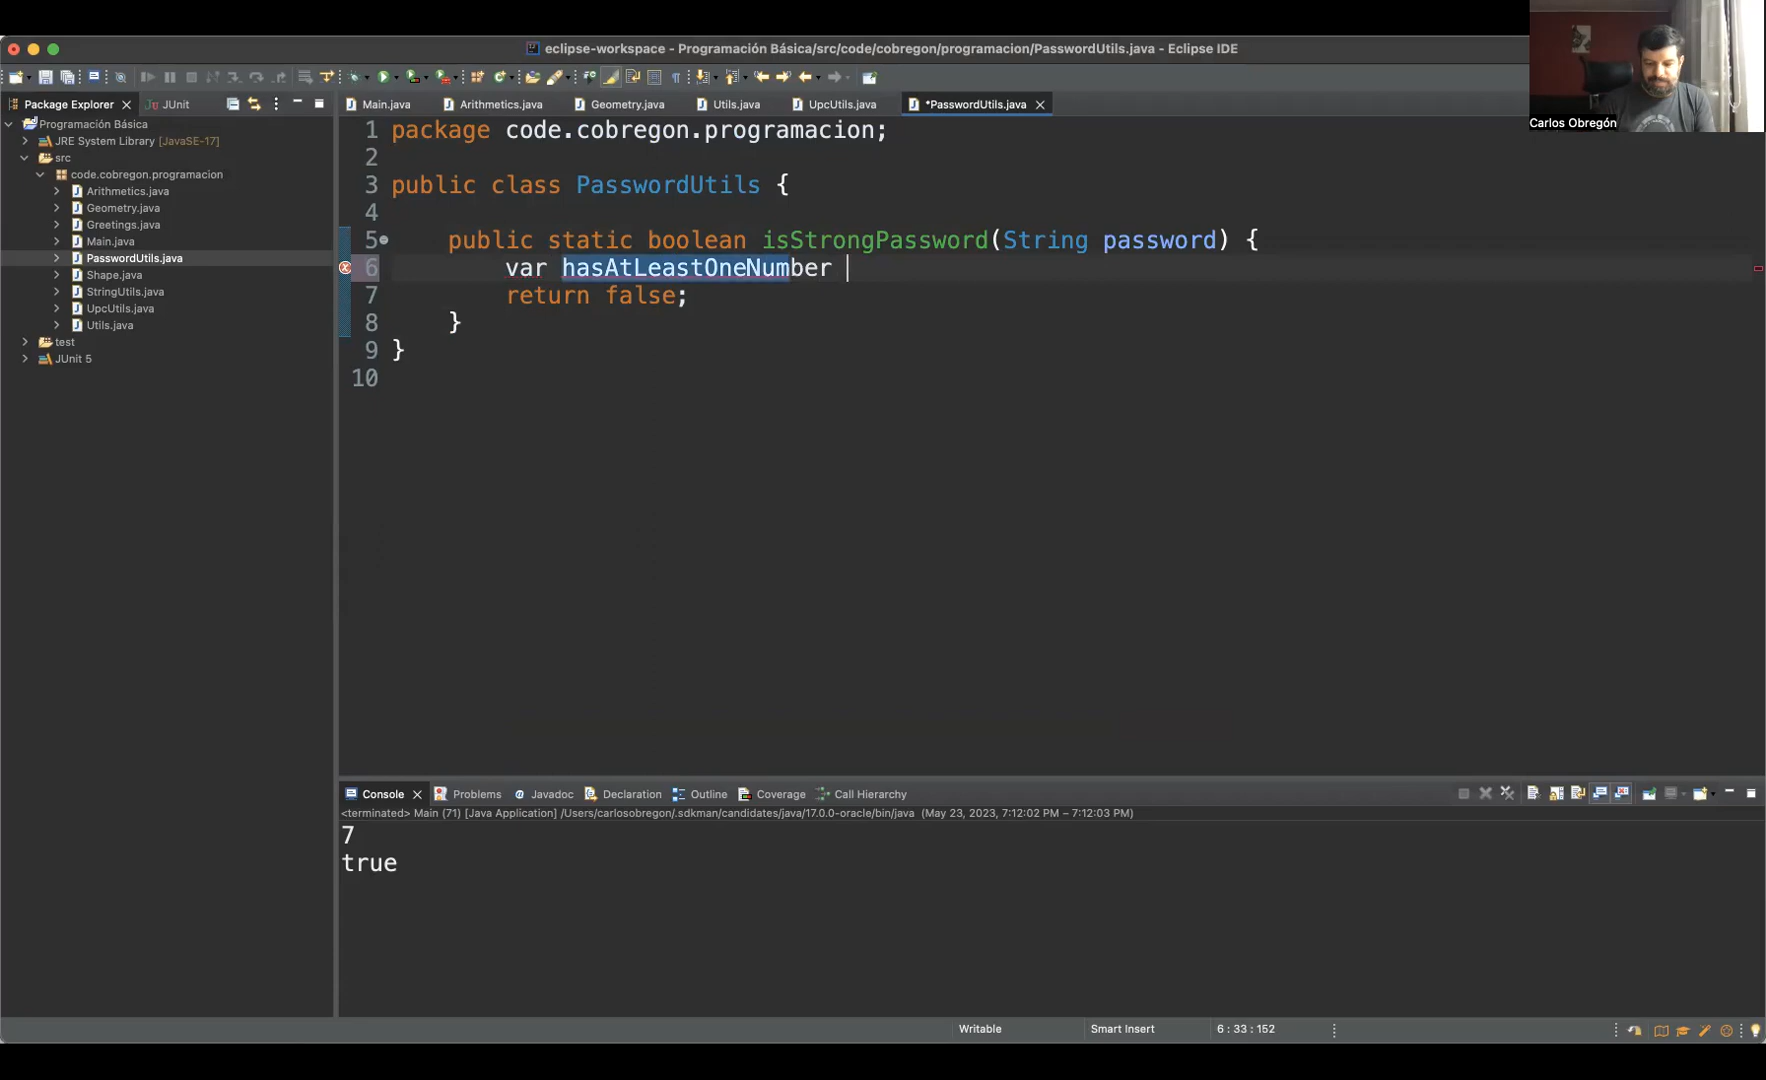 eclipse-workspace - Programación Básica/src/code/cobregon/programacion/PasswordUtils.java - Eclipse IDE
Package Explorer
JUnit
Main.java
Arithmetics.java
Geometry.java
Utils.java
UpcUtils.java
*PasswordUtils.java
Carlos Obregón
Programación Básica
JRE System Library [JavaSE-17]
src
code.cobregon.programacion
Arithmetics.java
Geometry.java
Greetings.java
Main.java
PasswordUtils.java
Shape.java
StringUtils.java
UpcUtils.java
Utils.java
test
JUnit 5
1 package code.cobregon.programacion;
2
3 public class PasswordUtils {
4
5 public static boolean isStrongPassword(String password) {
6 var hasAtLeastOneNumber
7 return false;
8 }
9 }
10
Console
Problems
Javadoc
Declaration
Outline
Coverage
Call Hierarchy
<terminated> Main (71) [Java Application] /Users/carlosobregon/.sdkman/candidates/java/17.0.0-oracle/bin/java (May 23, 2023, 7:12:02 PM – 7:12:03 PM)
7
true
Writable
Smart Insert
6 : 33 : 152